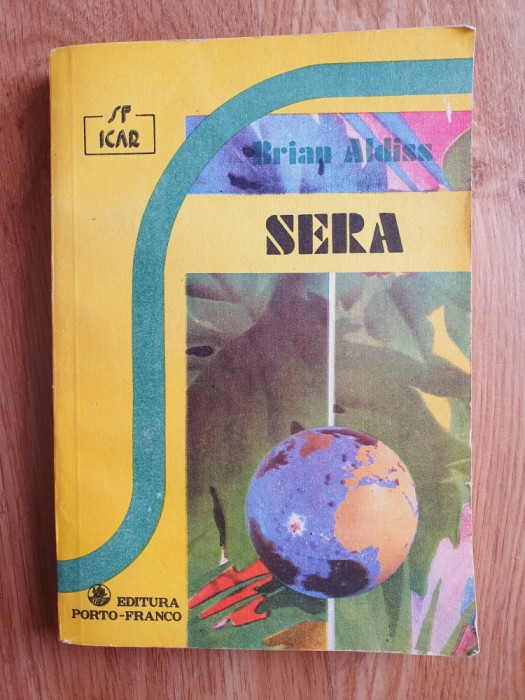 SF
ICAR
Brian Aldiss
SERA
EDITURA
PORTO-FRANCO